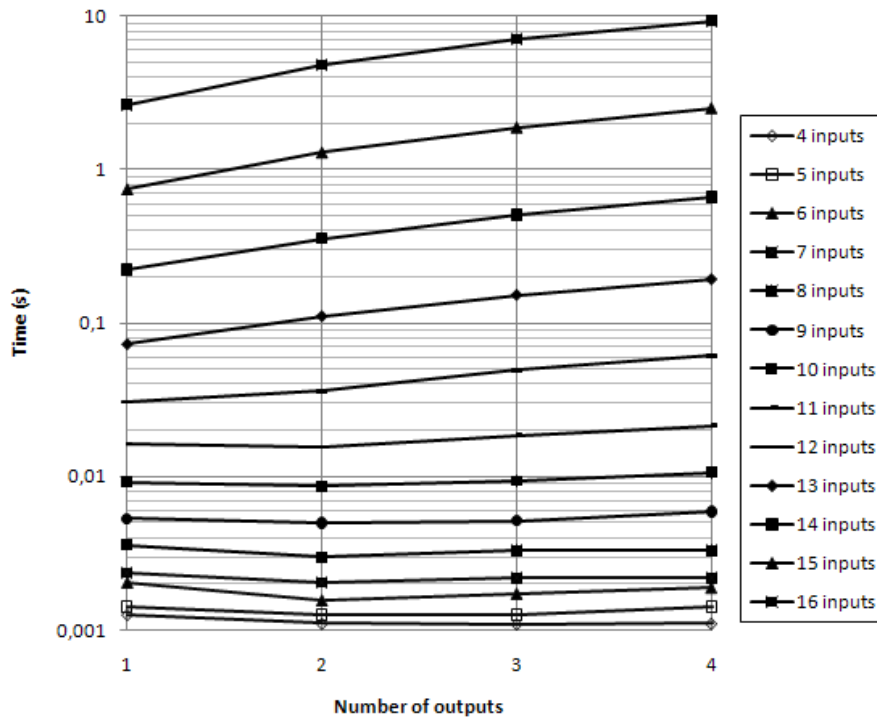 10
1
0,1
0,01
0,001
Time (s)
1 2 3 4
Number of outputs
4 inputs
5 inputs
6 inputs
7 inputs
8 inputs
9 inputs
10 inputs
11 inputs
12 inputs
13 inputs
14 inputs
15 inputs
16 inputs